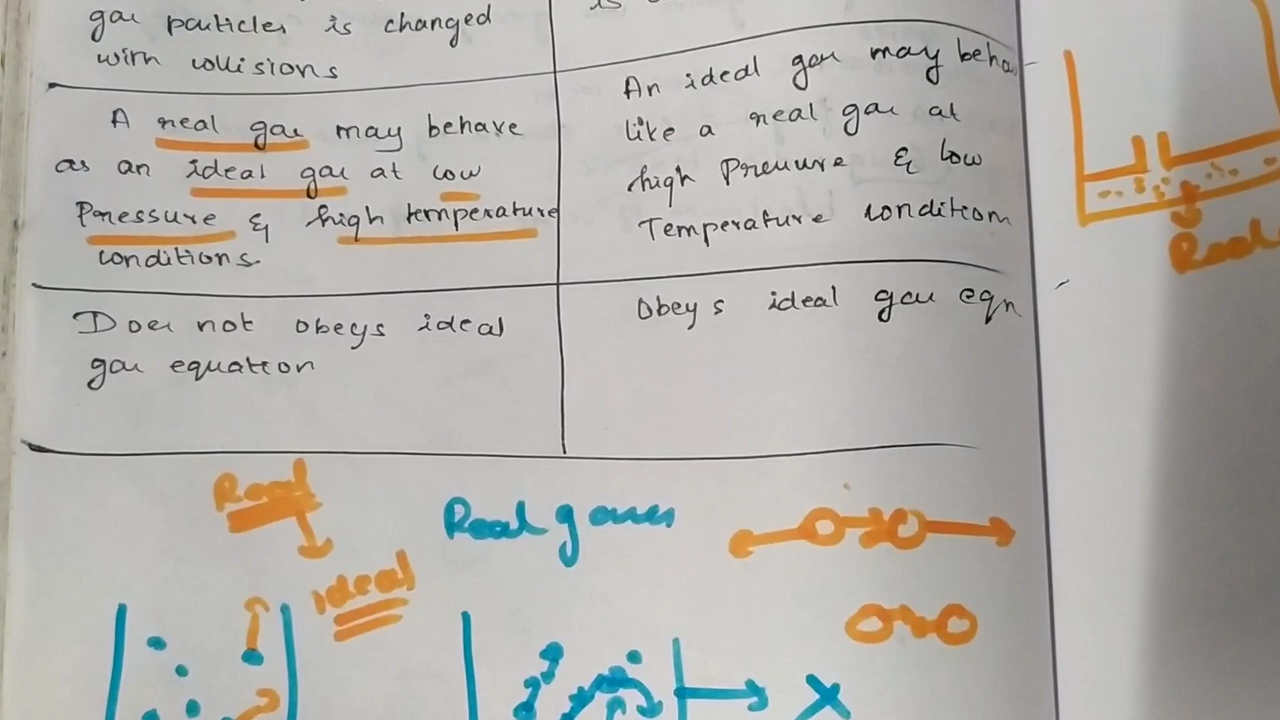 gas particles is changed
with collisions
is
A real gas may behave
as an ideal gas at low
Pressure & high temperature
conditions
An ideal gas may beha
like a real gas at
high Pressure & low
Temperature condition
Does not obeys ideal
gas equation
Obeys ideal gas eqn
Real
Ideal
Real gases
X
Real